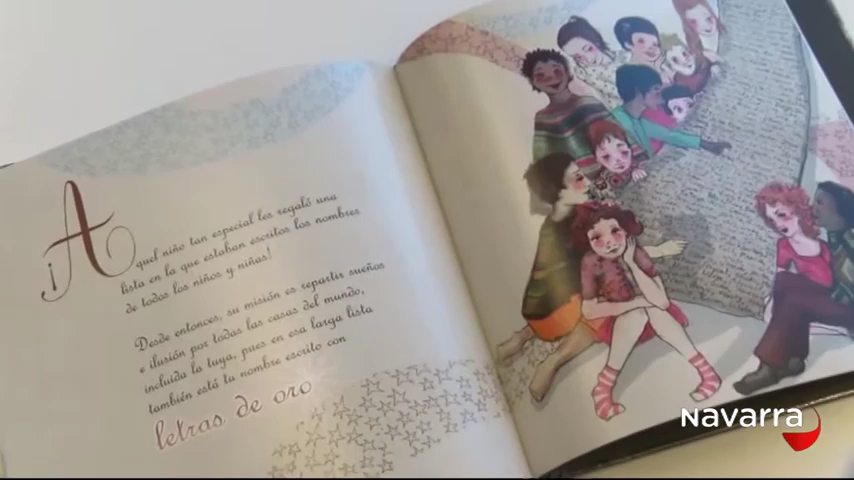 ¡Aquel niño tan especial les regaló una
lista en la que estaban escritos los nombres
de todos los niños y niñas!
Desde entonces, su misión es repartir sueños
e ilusión por todas las casas del mundo,
incluida la tuya, pues en esa larga lista
también está tu nombre escrito con
letras de oro
NAVARRA